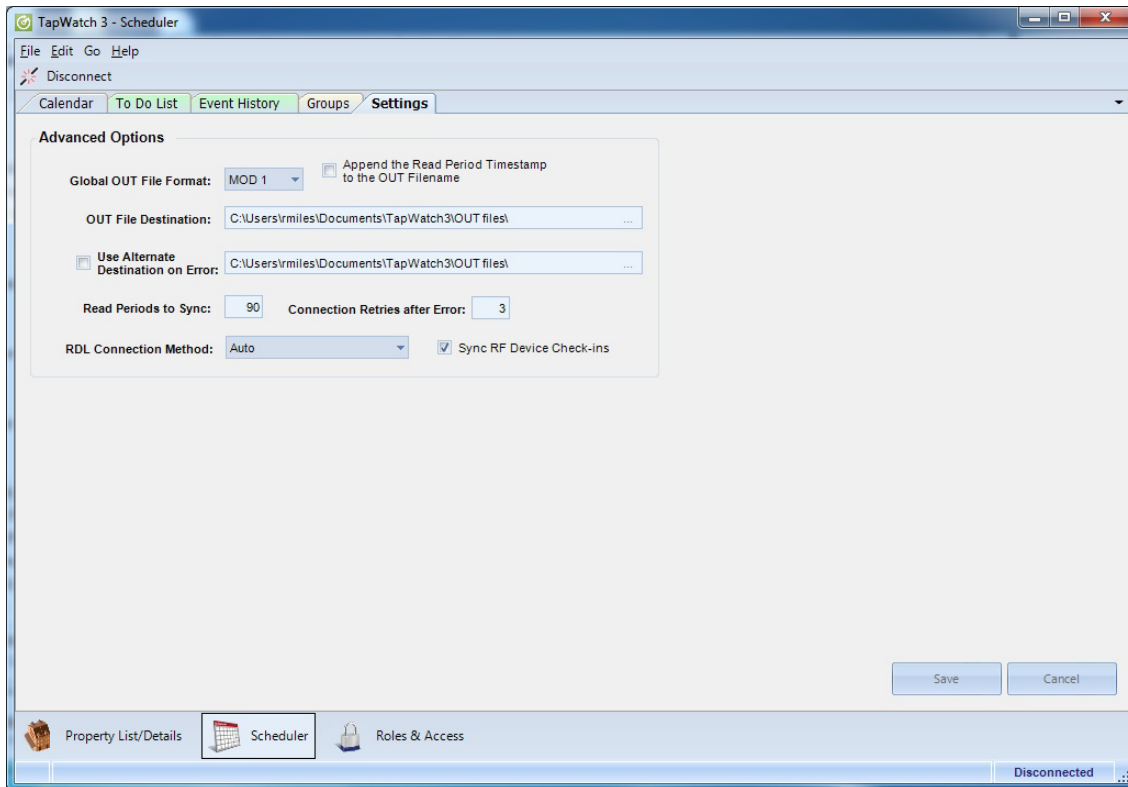 TapWatch 3 - Scheduler
File Edit Go Help
Disconnect
Calendar To Do List Event History Groups Settings
Advanced Options
Global OUT File Format: MOD 1
Append the Read Period Timestamp
to the OUT Filename
OUT File Destination: C:\Users\rmiles\Documents\TapWatch3\OUT files\ ...
Use Alternate
Destination on Error: C:\Users\rmiles\Documents\TapWatch3\OUT files\ ...
Read Periods to Sync: 90 Connection Retries after Error: 3
RDL Connection Method: Auto Sync RF Device Check-ins
Save Cancel
Property List/Details Scheduler Roles & Access
Disconnected